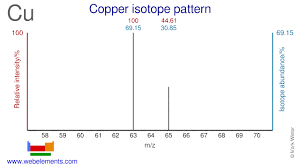 Cu
Copper isotope pattern
100 44.61
69.15 30.85
100
69.15
Relative intensity/%
Isotope abundance/%
58 59 60 61 62 63 64 65 66 67 68 69 70
m/z
www.webelements.com